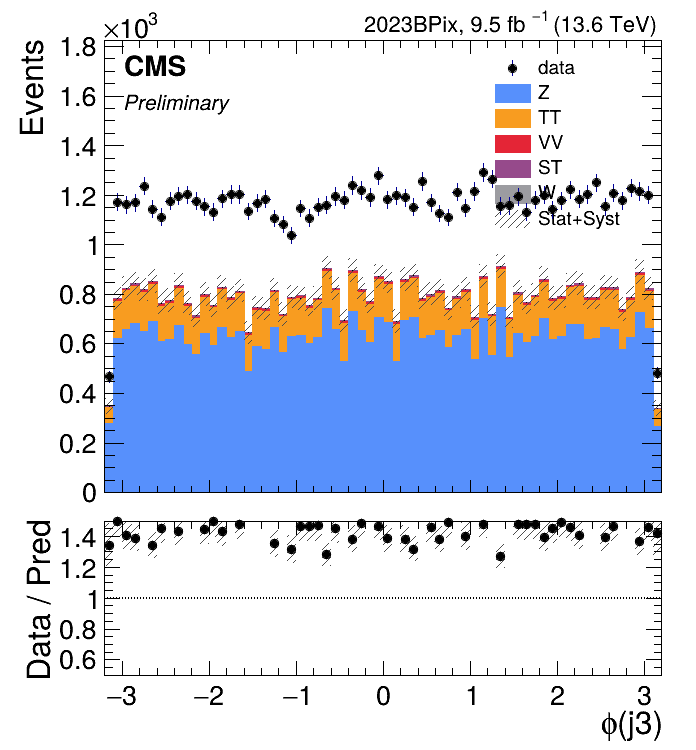 ×10³
2023BPix, 9.5 fb⁻¹ (13.6 TeV)
CMS
Preliminary
Events
data
Z
TT
VV
ST
W
Stat+Syst
1.8
1.6
1.4
1.2
1
0.8
0.6
0.4
0.2
0
Data / Pred
1.4
1.2
1
0.8
0.6
−3 −2 −1 0 1 2 3
ϕ(j3)